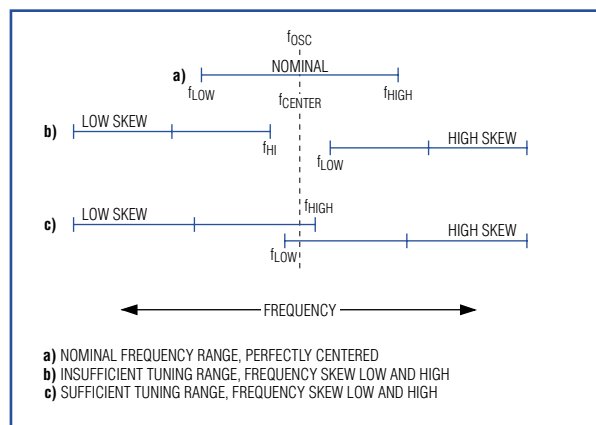 fOSC
a) NOMINAL
fLOW fCENTER fHIGH
b) LOW SKEW
fHI
HIGH SKEW
fLOW
c) LOW SKEW
fHIGH
HIGH SKEW
fLOW
FREQUENCY
a) NOMINAL FREQUENCY RANGE, PERFECTLY CENTERED
b) INSUFFICIENT TUNING RANGE, FREQUENCY SKEW LOW AND HIGH
c) SUFFICIENT TUNING RANGE, FREQUENCY SKEW LOW AND HIGH